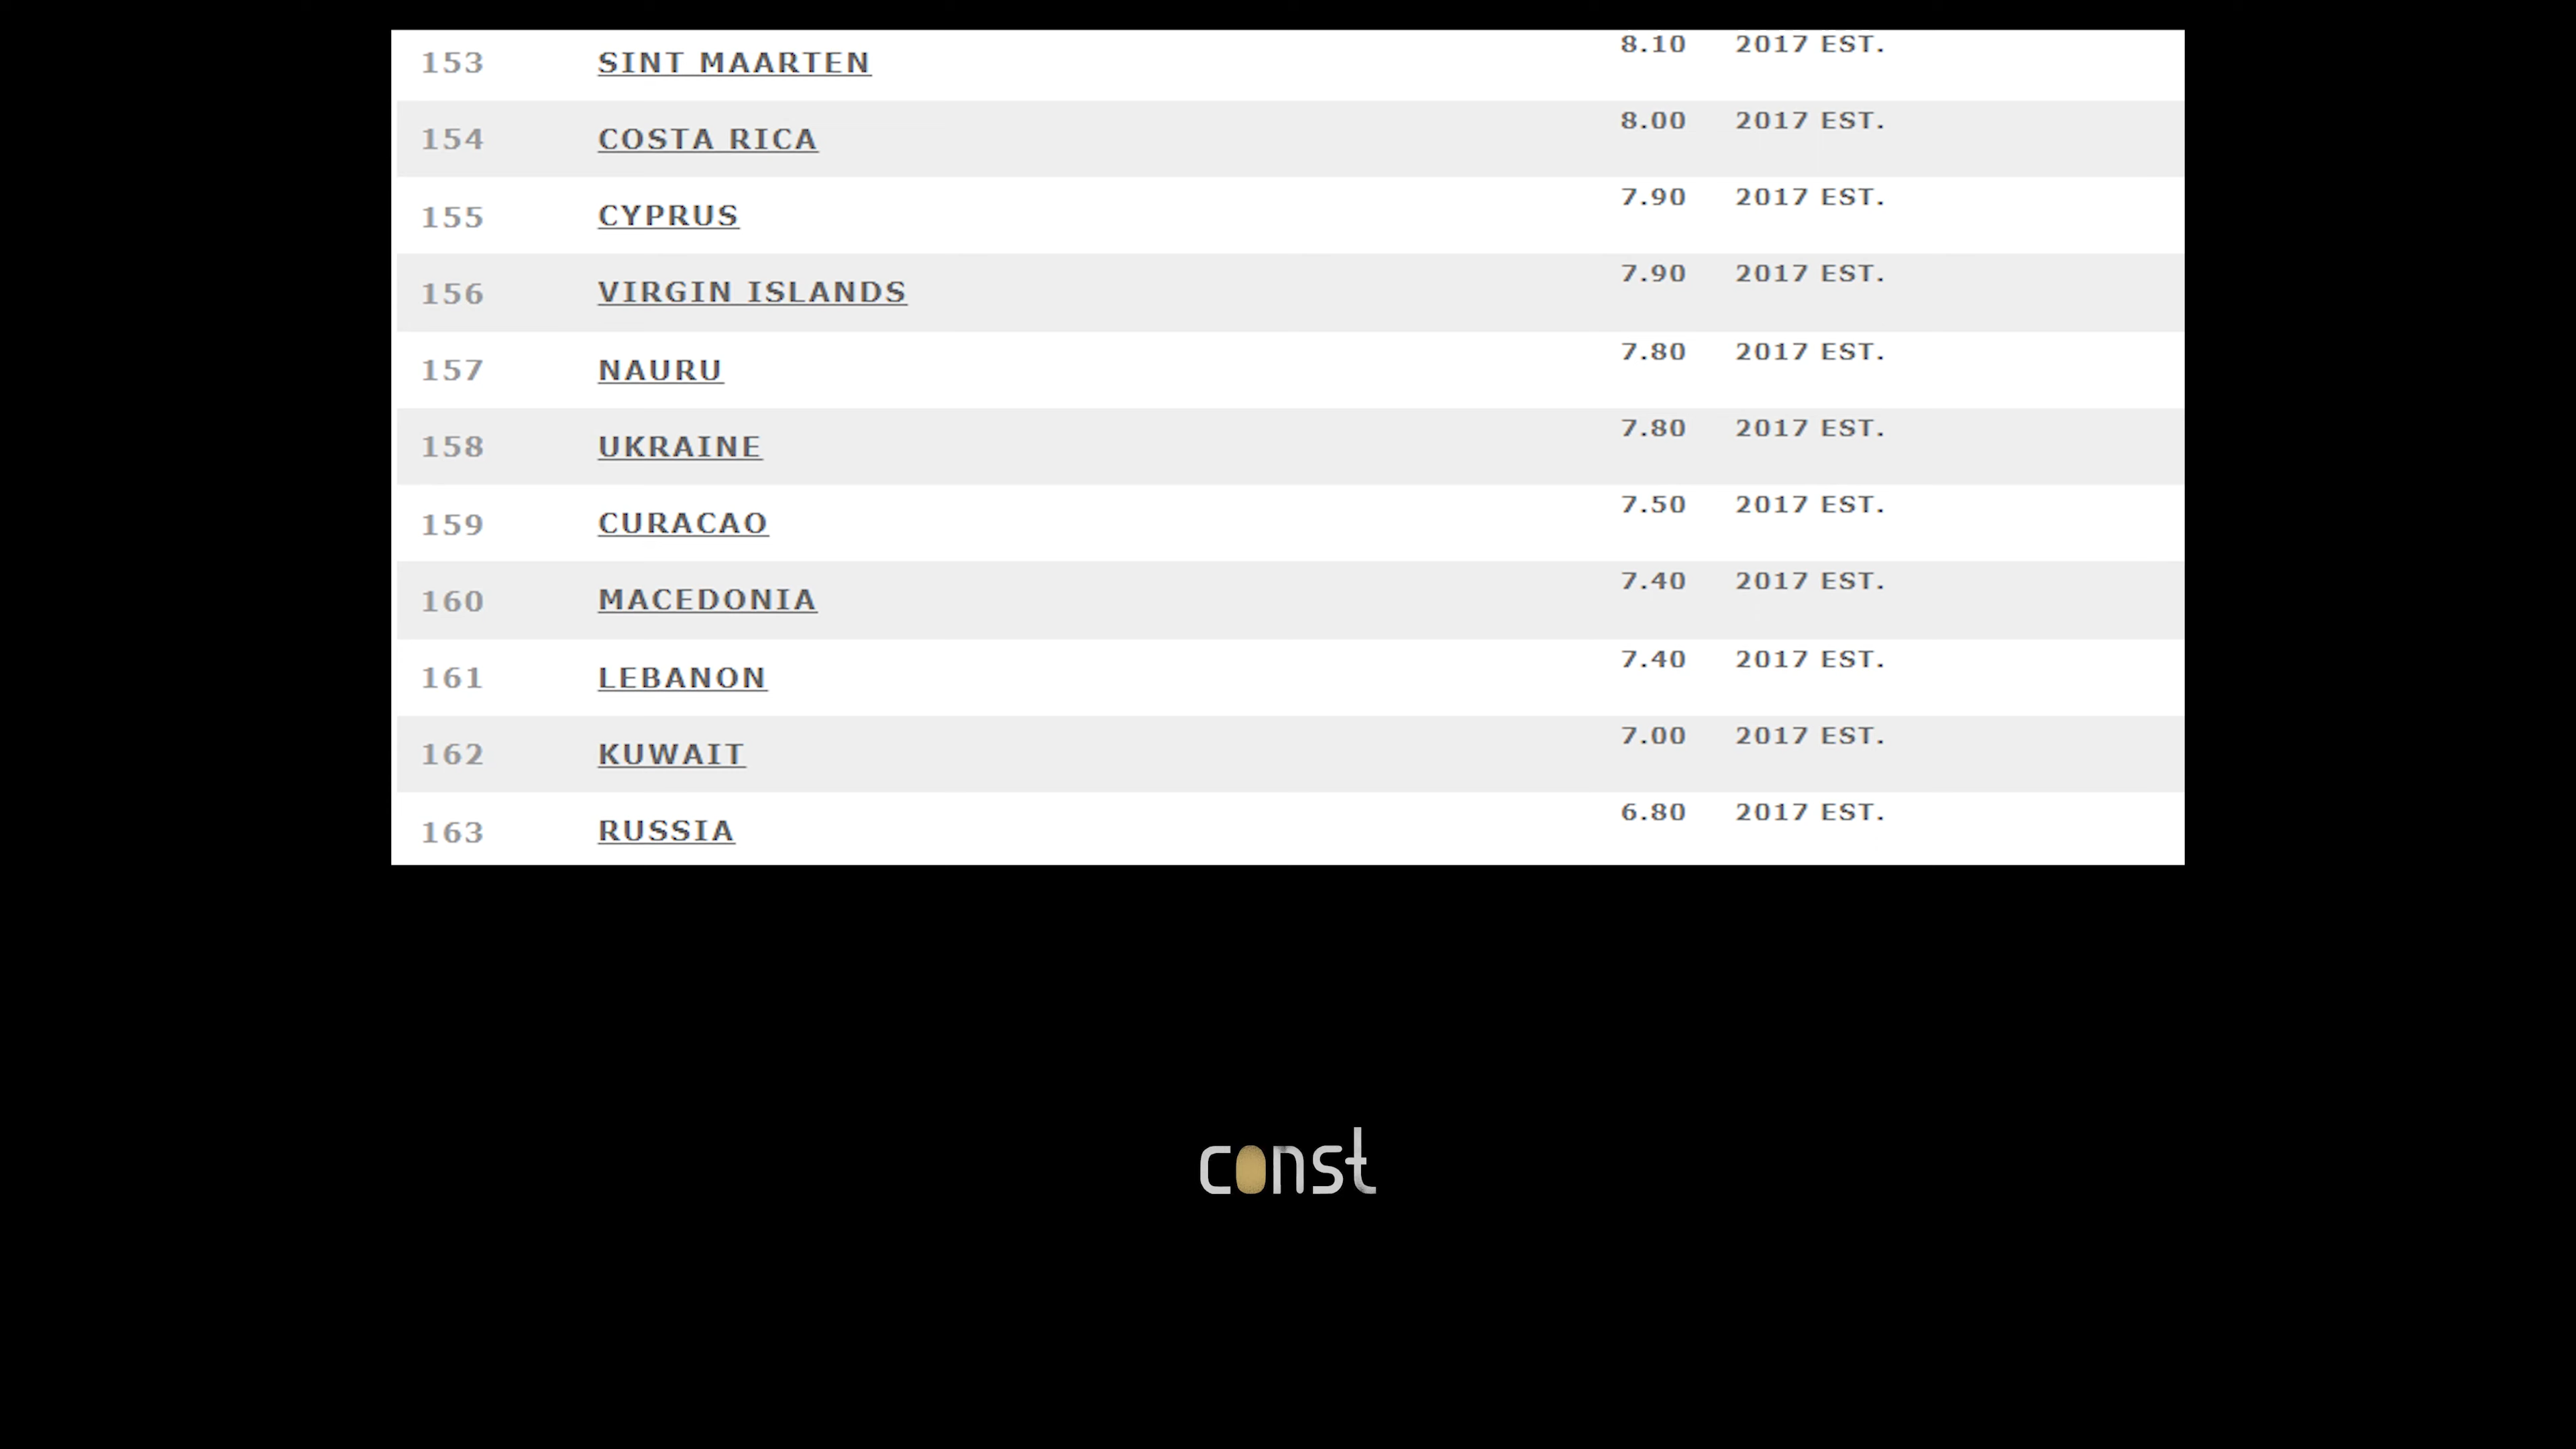 153 SINT MAARTEN 8.10 2017 EST.
154 COSTA RICA 8.00 2017 EST.
155 CYPRUS 7.90 2017 EST.
156 VIRGIN ISLANDS 7.90 2017 EST.
157 NAURU 7.80 2017 EST.
158 UKRAINE 7.80 2017 EST.
159 CURACAO 7.50 2017 EST.
160 MACEDONIA 7.40 2017 EST.
161 LEBANON 7.40 2017 EST.
162 KUWAIT 7.00 2017 EST.
163 RUSSIA 6.80 2017 EST.
const